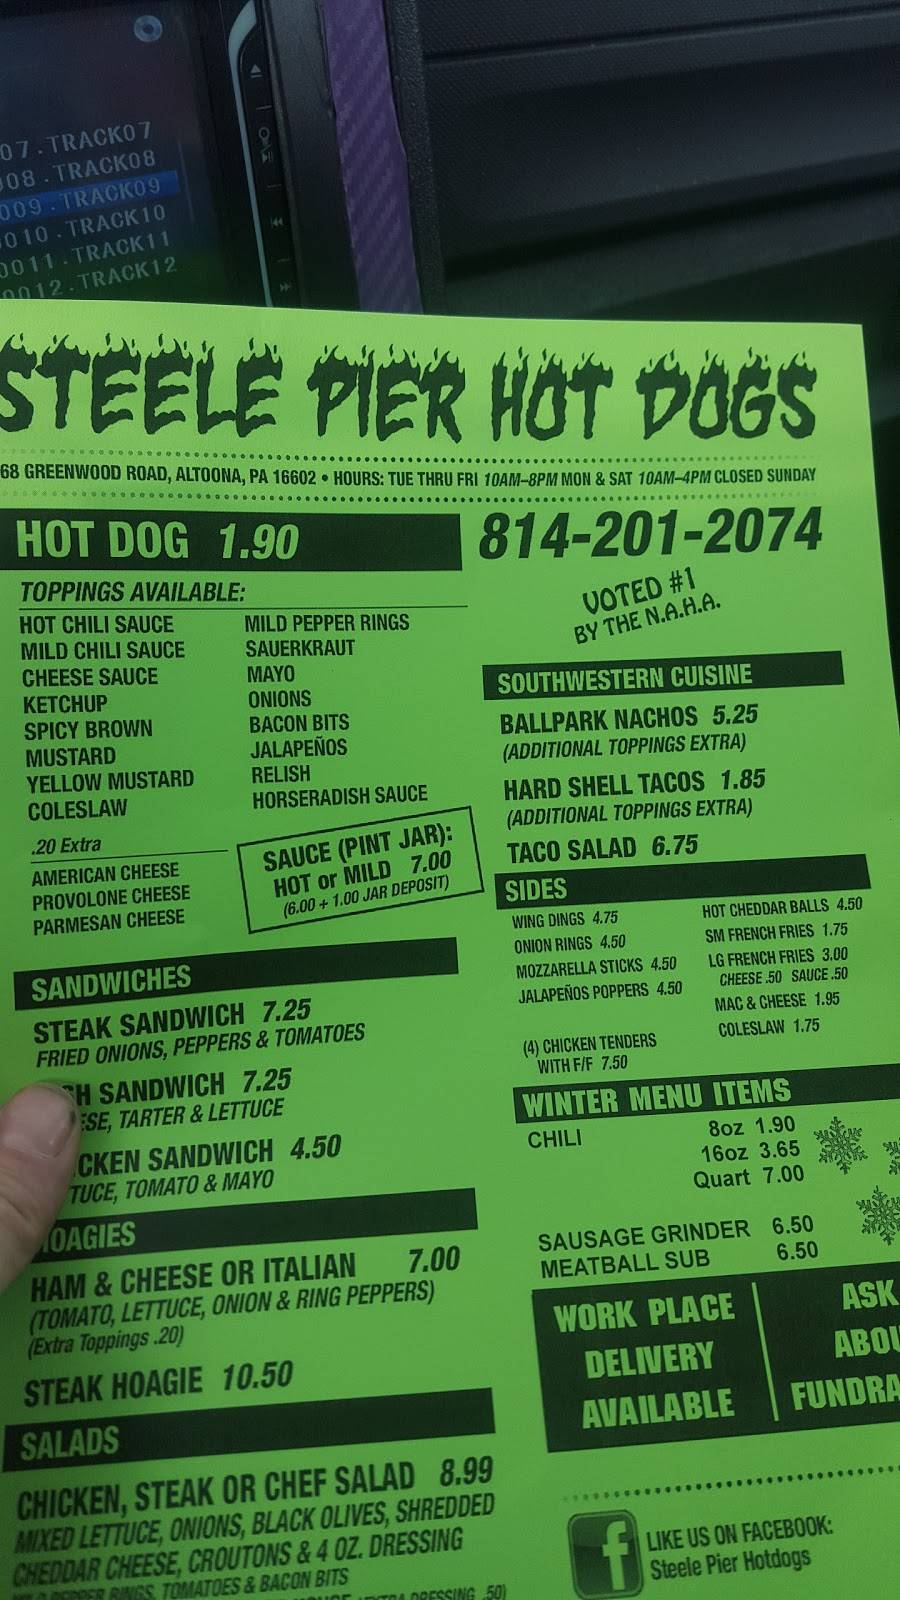 07.TRACK07
008.TRACK08
009.TRACK09
0010.TRACK10
0011.TRACK11
0012.TRACK12
STEELE PIER HOT DOGS
68 GREENWOOD ROAD, ALTOONA, PA 16602 • HOURS: TUE THRU FRI 10AM–8PM MON & SAT 10AM–4PM CLOSED SUNDAY
HOT DOG 1.90
TOPPINGS AVAILABLE:
HOT CHILI SAUCE
MILD CHILI SAUCE
CHEESE SAUCE
KETCHUP
SPICY BROWN
MUSTARD
YELLOW MUSTARD
COLESLAW
MILD PEPPER RINGS
SAUERKRAUT
MAYO
ONIONS
BACON BITS
JALAPEÑOS
RELISH
HORSERADISH SAUCE
.20 Extra
AMERICAN CHEESE
PROVOLONE CHEESE
PARMESAN CHEESE
SAUCE (PINT JAR):
HOT or MILD 7.00
(6.00 + 1.00 JAR DEPOSIT)
SANDWICHES
STEAK SANDWICH 7.25
FRIED ONIONS, PEPPERS & TOMATOES
SH SANDWICH 7.25
ESE, TARTER & LETTUCE
CKEN SANDWICH 4.50
TUCE, TOMATO & MAYO
HOAGIES
HAM & CHEESE OR ITALIAN 7.00
(TOMATO, LETTUCE, ONION & RING PEPPERS)
(Extra Toppings .20)
STEAK HOAGIE 10.50
SALADS
CHICKEN, STEAK OR CHEF SALAD 8.99
MIXED LETTUCE, ONIONS, BLACK OLIVES, SHREDDED
CHEDDAR CHEESE, CROUTONS & 4 OZ. DRESSING
MILD PEPPER RINGS, TOMATOES & BACON BITS
DRESSING .50)
814-201-2074
VOTED #1
BY THE N.A.H.A.
SOUTHWESTERN CUISINE
BALLPARK NACHOS 5.25
(ADDITIONAL TOPPINGS EXTRA)
HARD SHELL TACOS 1.85
(ADDITIONAL TOPPINGS EXTRA)
TACO SALAD 6.75
SIDES
WING DINGS 4.75
ONION RINGS 4.50
MOZZARELLA STICKS 4.50
JALAPEÑOS POPPERS 4.50
(4) CHICKEN TENDERS
WITH F/F 7.50
HOT CHEDDAR BALLS 4.50
SM FRENCH FRIES 1.75
LG FRENCH FRIES 3.00
CHEESE .50 SAUCE .50
MAC & CHEESE 1.95
COLESLAW 1.75
WINTER MENU ITEMS
CHILI 8oz 1.90
16oz 3.65
Quart 7.00
SAUSAGE GRINDER 6.50
MEATBALL SUB 6.50
WORK PLACE
DELIVERY
AVAILABLE
ASK
ABOU
FUNDRA
f
LIKE US ON FACEBOOK:
Steele Pier Hotdogs